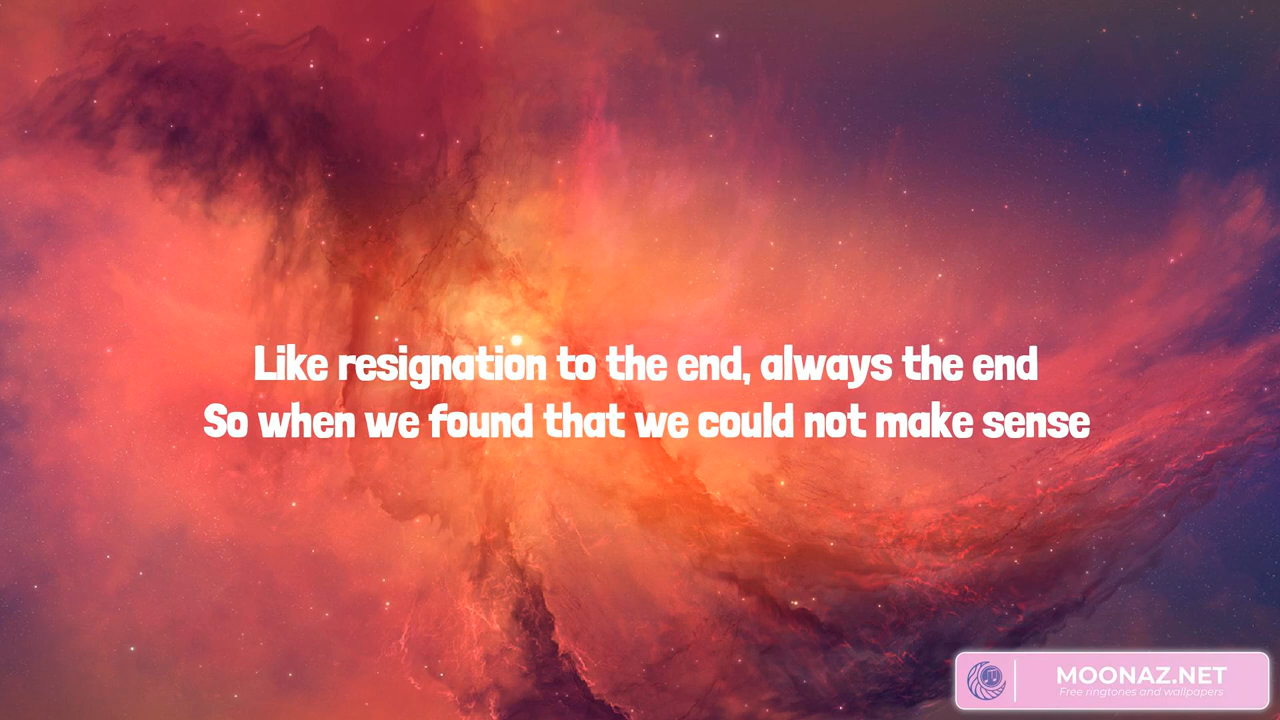 Like resignation to the end, always the end
So when we found that we could not make sense
MOONAZ.NET
Free ringtones and wallpapers